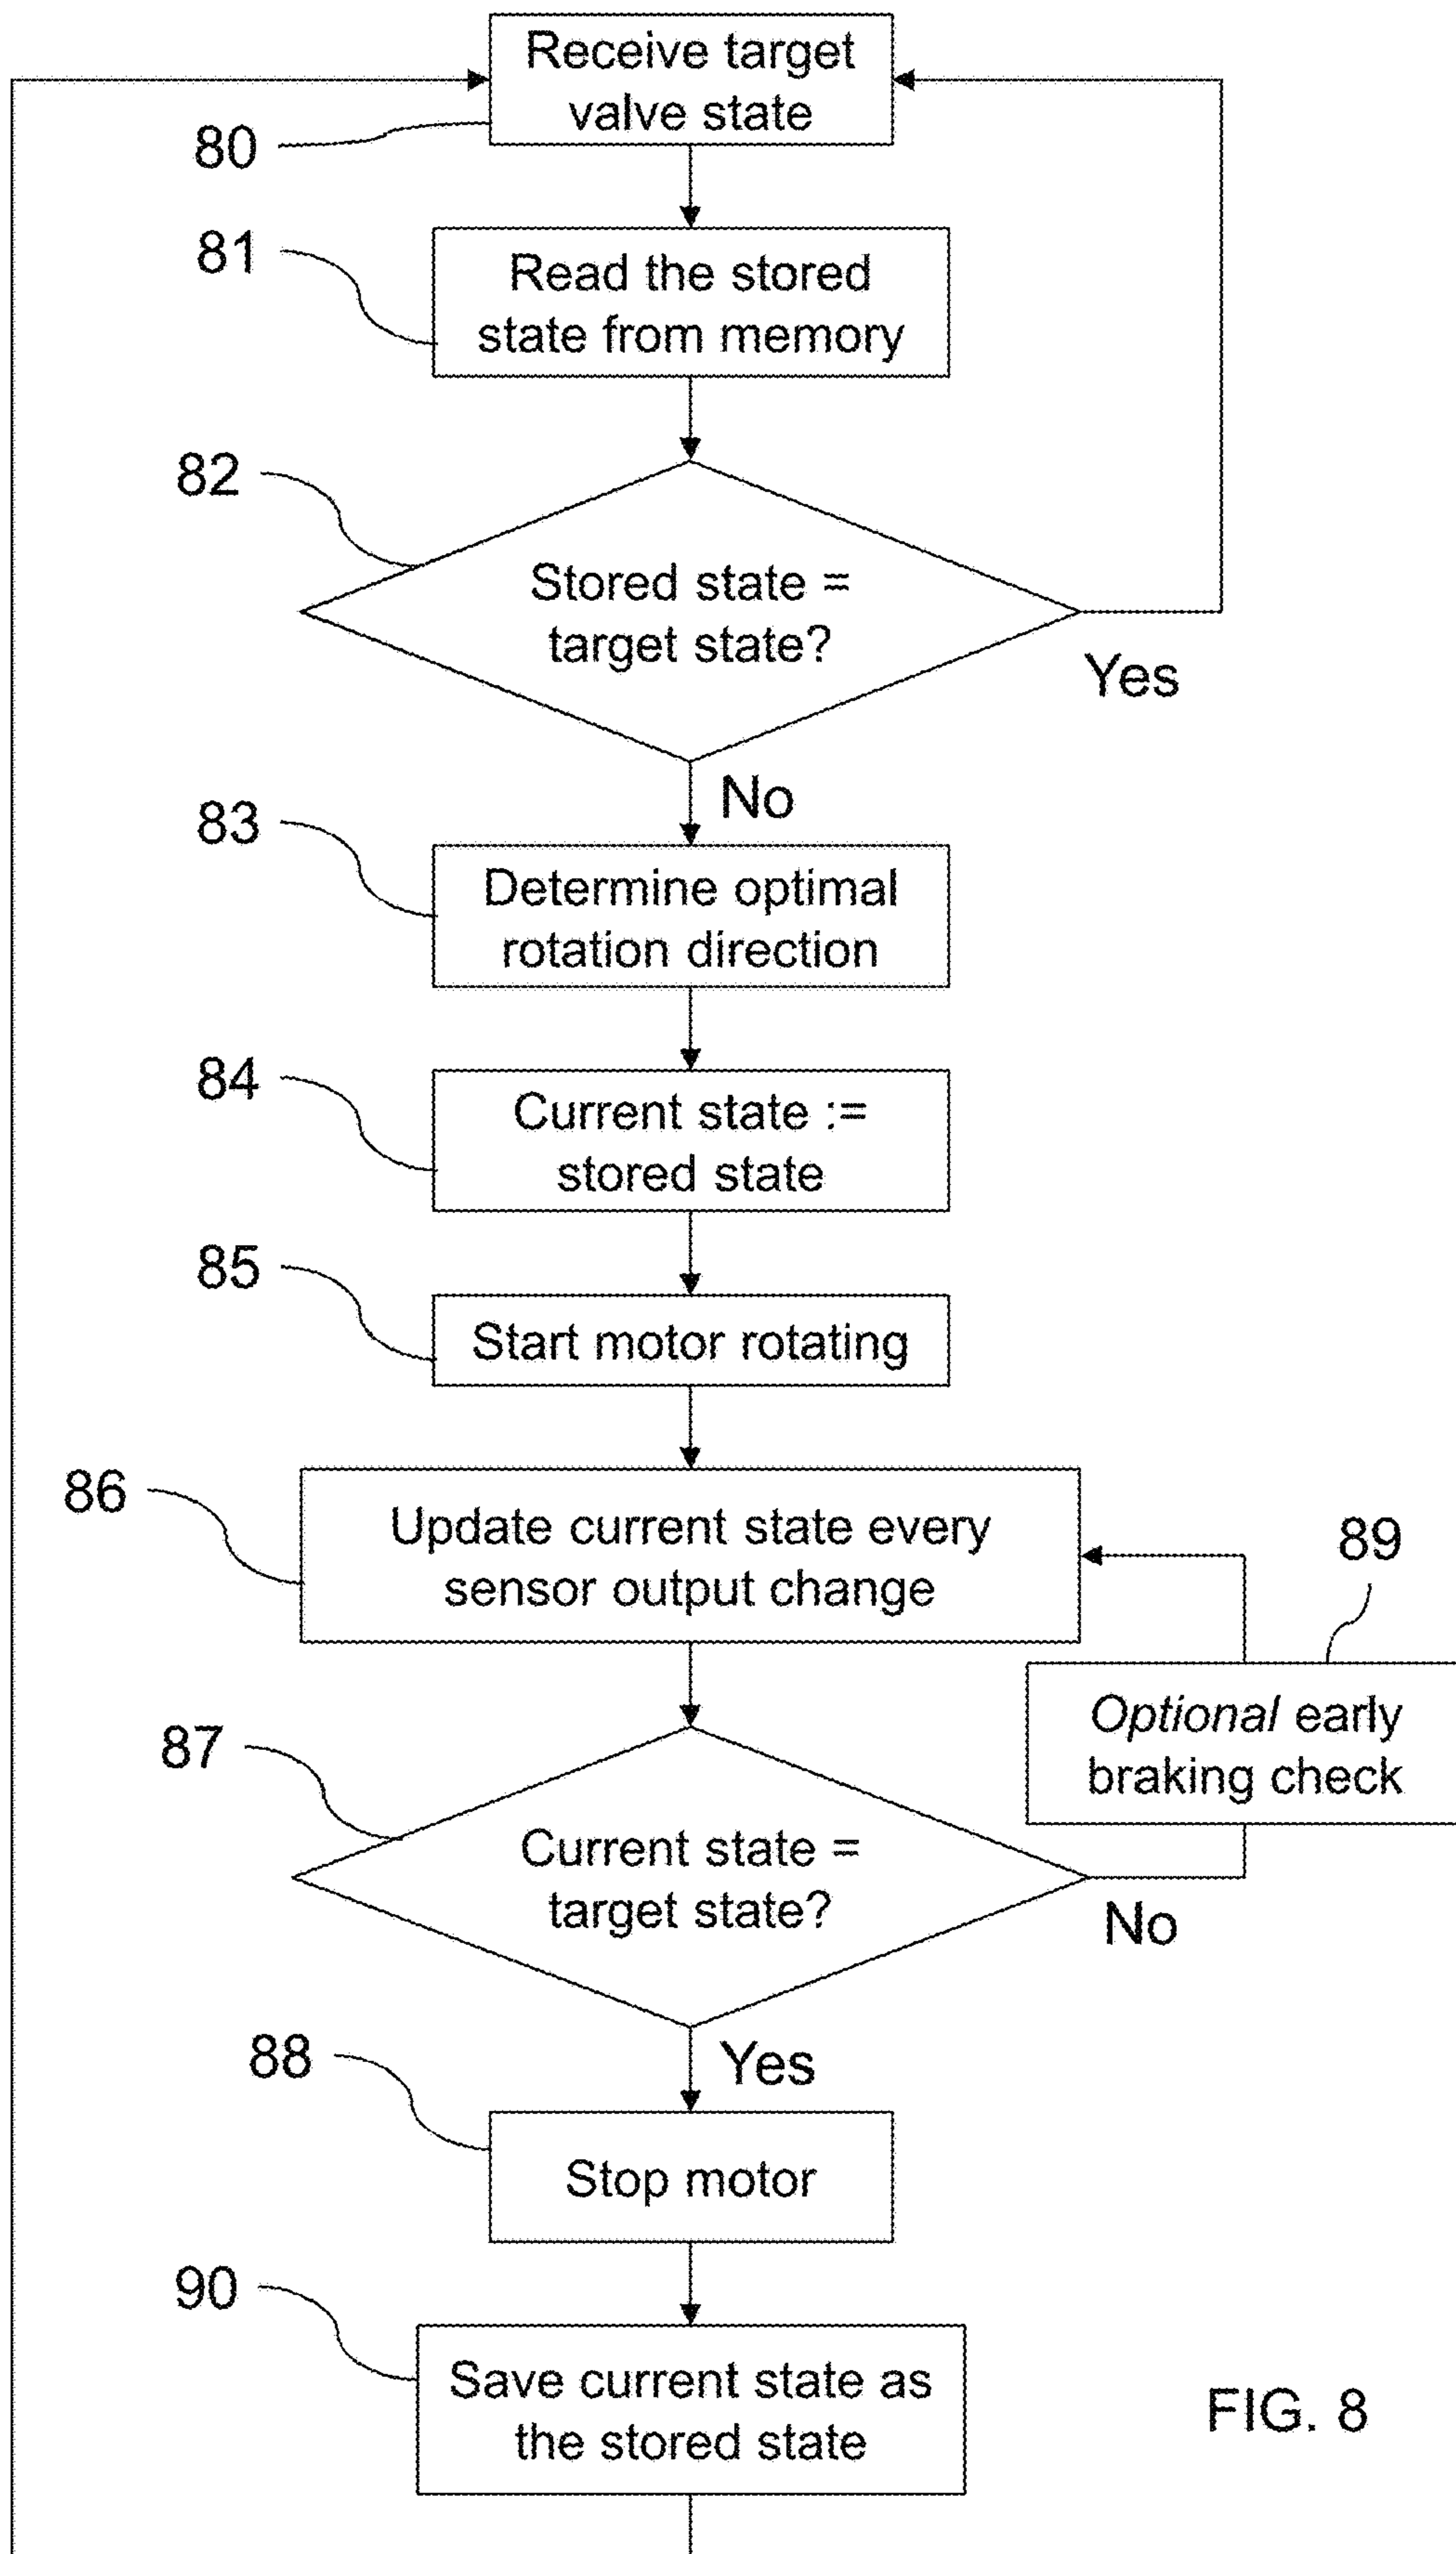 Receive target
valve state
80
81
Read the stored
state from memory
82
Stored state =
target state?
Yes
No
83
Determine optimal
rotation direction
84
Current state :=
stored state
85
Start motor rotating
86
Update current state every
sensor output change
89
Optional early
braking check
87
Current state =
target state?
No
88
Yes
Stop motor
90
Save current state as
the stored state
FIG. 8